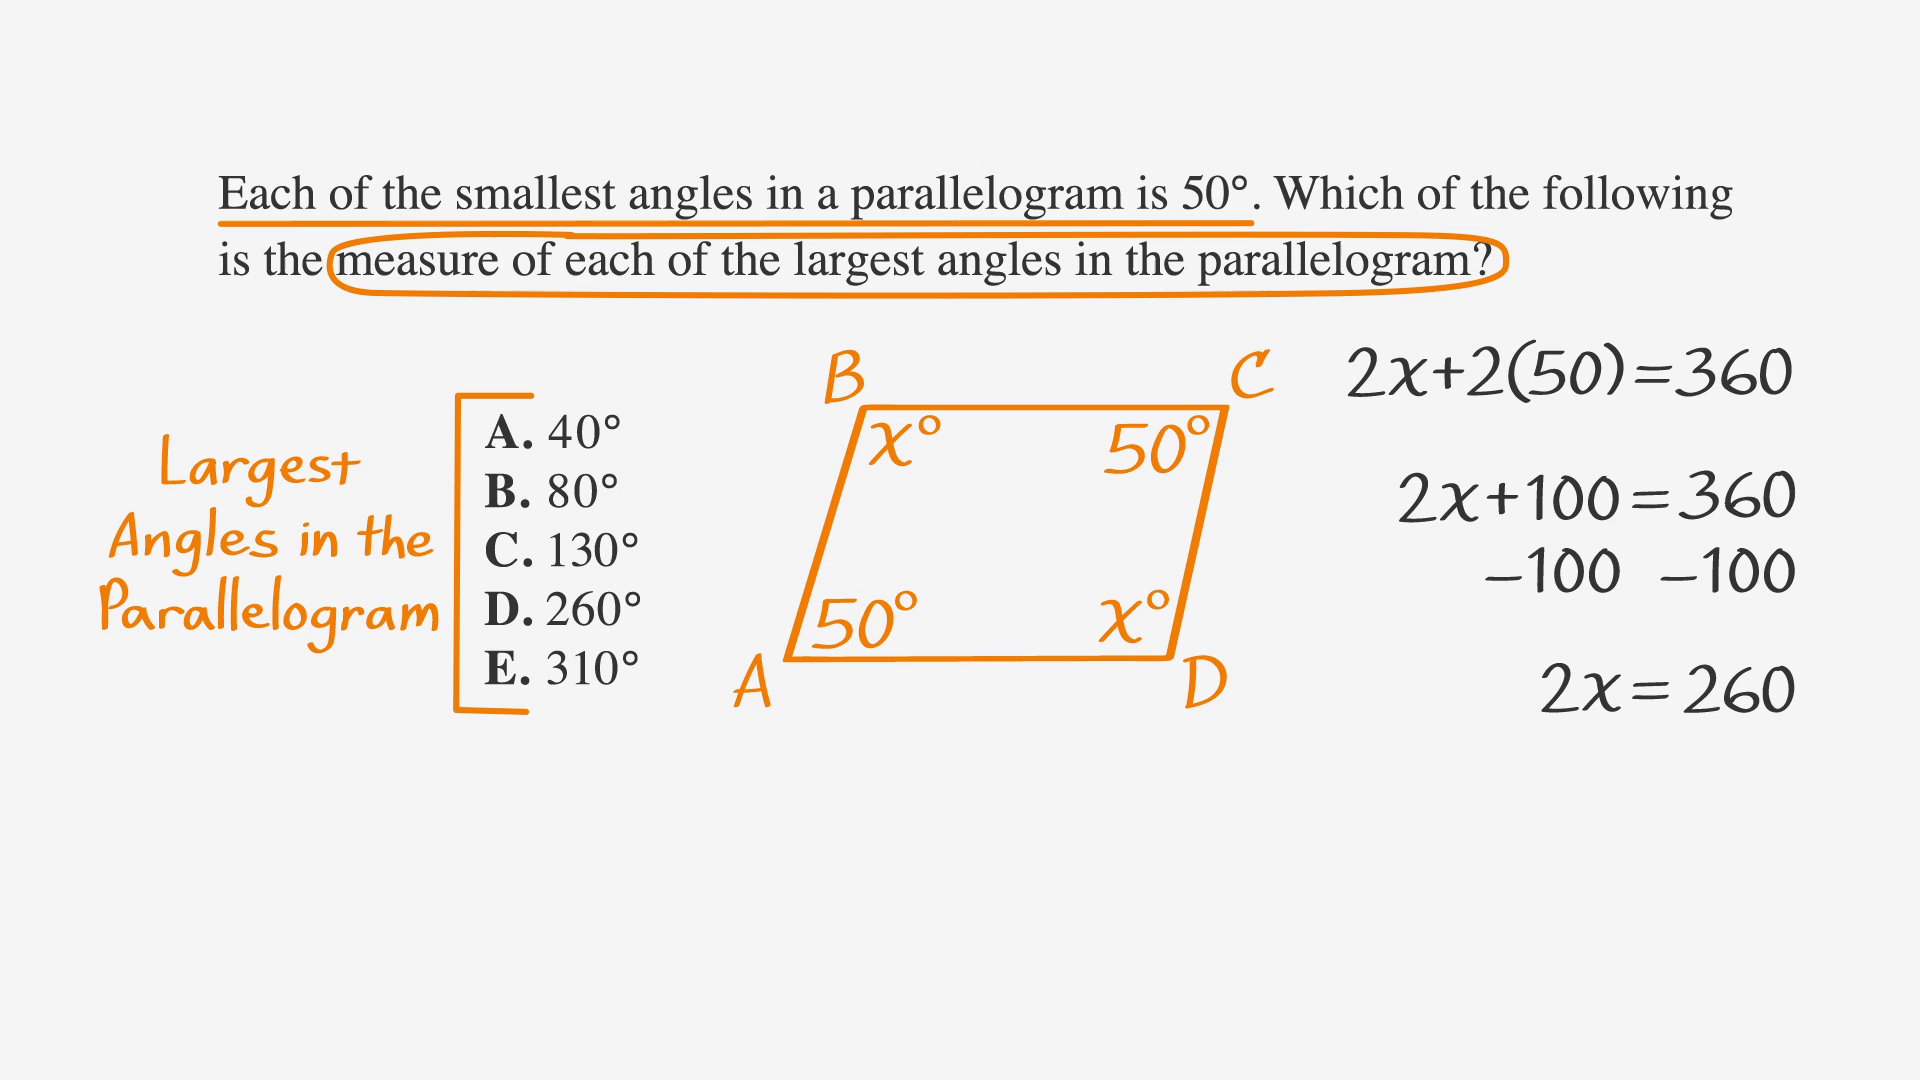 Each of the smallest angles in a parallelogram is 50°. Which of the following
is the measure of each of the largest angles in the parallelogram?
Largest
Angles in the
Parallelogram
A. 40°
B. 80°
C. 130°
D. 260°
E. 310°
B
C
x°
50°
50°
x°
A
D
2x+2(50)=360
2x+100=360
-100 -100
2x=260